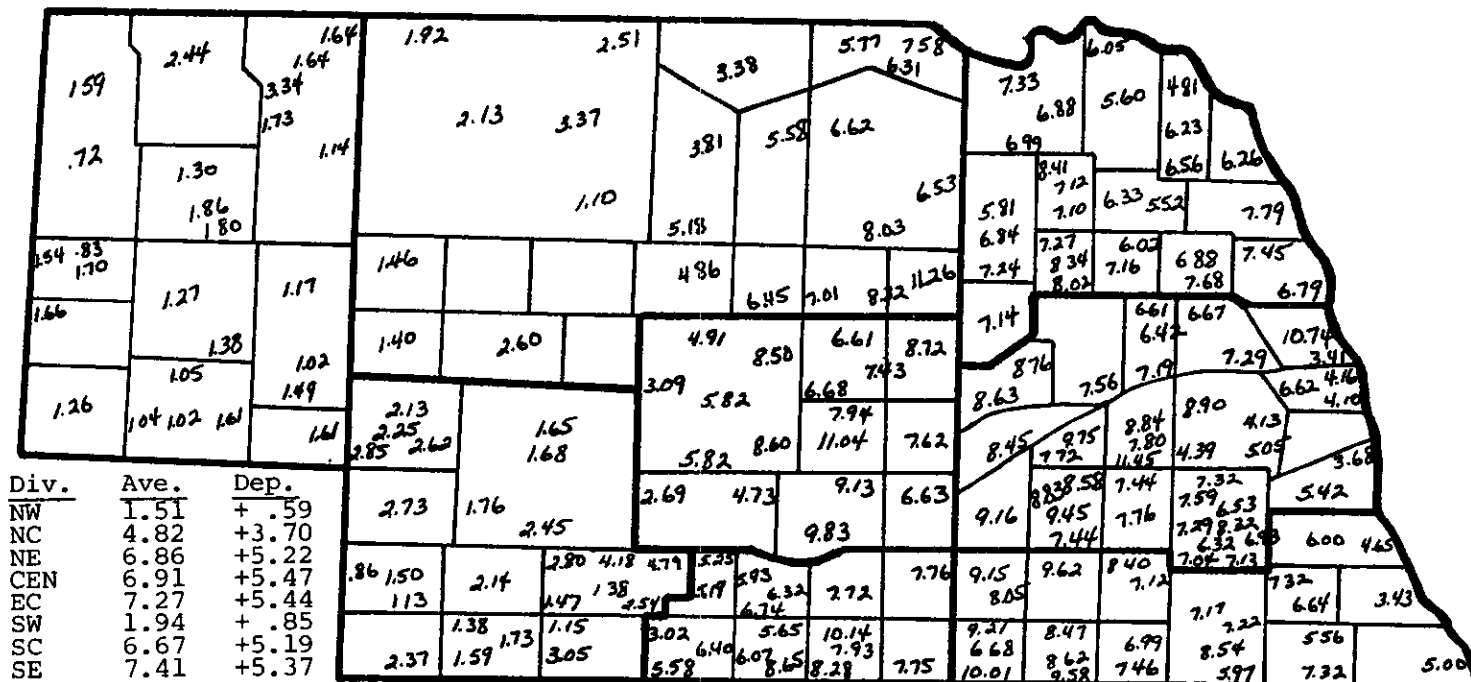 1.64
1.92 2.51 5.77 7.58
2.44 1.64 6.05
3.38 6.31
1.59 3.34 7.33 4.81
6.88 5.60
1.73 2.13 3.37 5.58 6.62 6.23
1.14 3.81 6.99
.72 8.41 6.56 6.26
1.30 7.12
1.10 6.53 6.33 5.52
1.86 5.81 7.10 7.79
1.80 5.18 8.03
6.84 7.27 6.02 7.45
.83 1.46 8.34 6.88
1.70 4.86 11.26 7.24 7.16
1.27 1.17 8.02 7.68
6.45 7.01 8.22 6.79
1.66 7.14 6.61 6.67
1.40 2.60 4.91 6.61 6.42 10.74
1.38 8.50 8.72 7.29 3.41
1.02 7.43 8.76 7.19
1.05 3.09 6.68 7.56 6.62 4.16
1.49 5.82 8.63 4.10
1.26 2.13 7.94 8.90
1.04 1.02 1.61 1.65 8.84 4.13
1.61 2.25 8.60 11.04 7.62 8.45 9.75 7.80
2.85 2.62 1.68 5.82 7.72 11.45 4.39 5.05 3.68
Div. Ave. Dep.
NW 1.51 + .59
NC 4.82 +3.70
NE 6.86 +5.22
CEN 6.91 +5.47
EC 7.27 +5.44
SW 1.94 + .85
SC 6.67 +5.19
SE 7.41 +5.37
2.69 4.73 9.13 6.63 8.58 7.44 7.32
2.73 1.76 7.59 6.53 5.42
9.83 9.16 9.45 7.76
2.45 7.44 7.29 8.22
6.32 6.00 4.65
2.80 4.18 4.79 5.25 7.04 7.13
.86 1.50 2.14 5.93 7.72 7.76 9.15 9.62 8.40 7.32
1.13 1.38 6.32 8.05 7.12 6.64 3.43
1.47 2.54 6.74 7.17
1.38 1.15 3.02 5.65 10.14 9.21 8.47 7.22
1.73 6.40 7.93 6.68 6.99 5.56
2.37 1.59 3.05 6.07 8.62 8.54
5.58 8.65 8.28 7.75 10.01 9.58 7.46 5.97 7.32 5.00